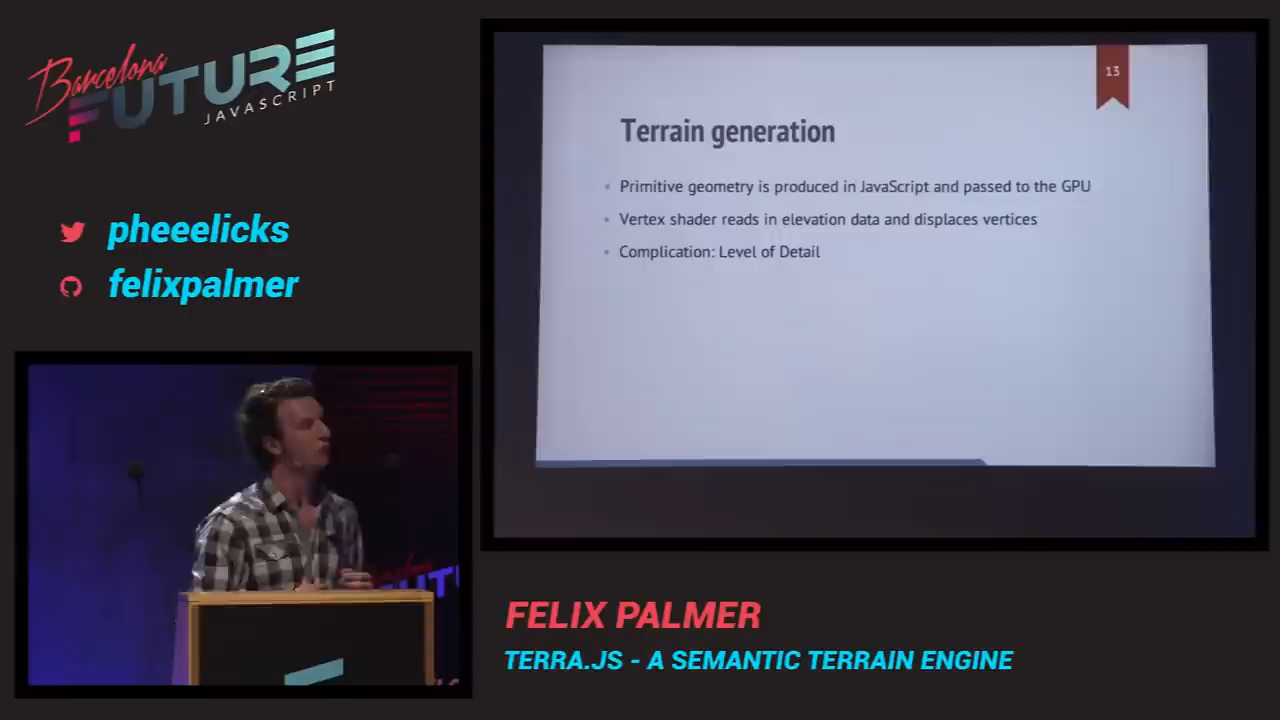 Barcelona
FUTURE
JAVASCRIPT
pheeelicks
felixpalmer
13
Terrain generation
• Primitive geometry is produced in JavaScript and passed to the GPU
• Vertex shader reads in elevation data and displaces vertices
• Complication: Level of Detail
FUT
FELIX PALMER
TERRA.JS - A SEMANTIC TERRAIN ENGINE